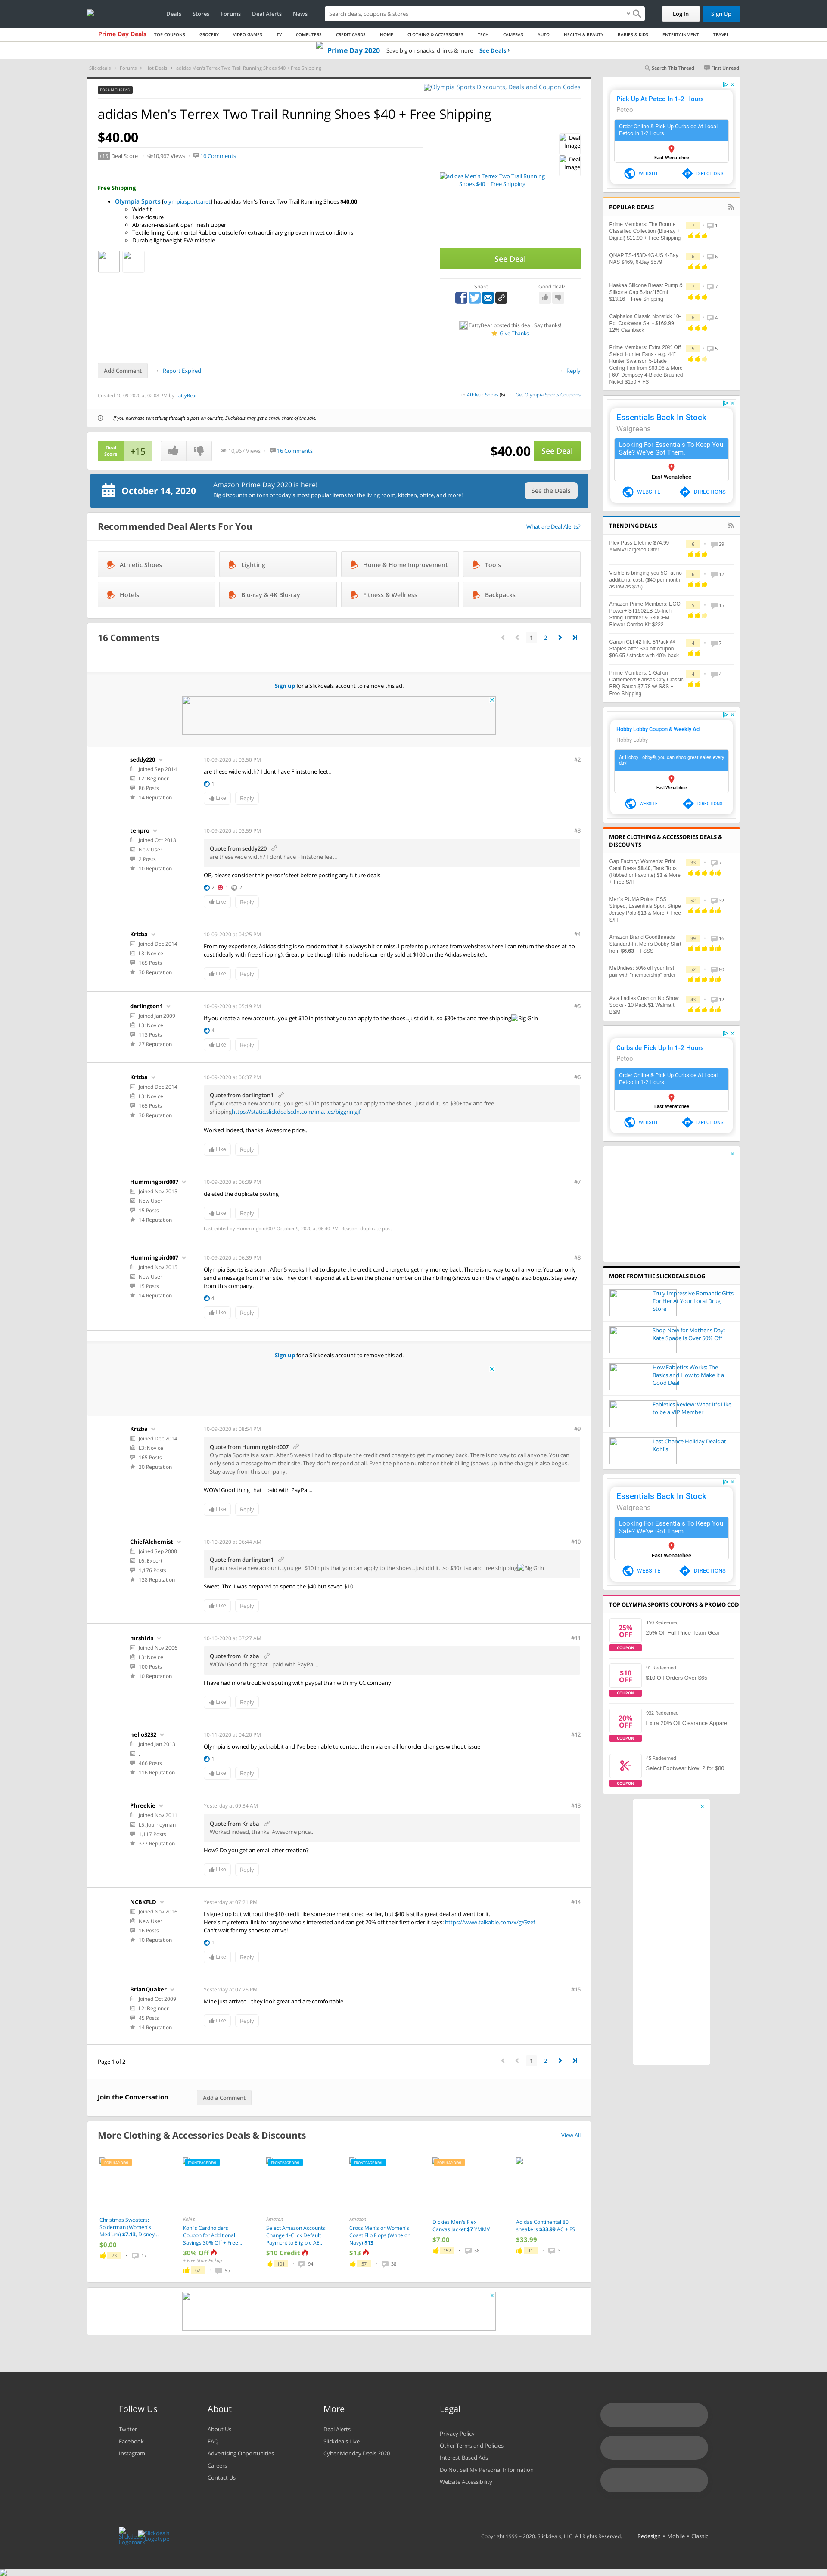 Deals Stores Forums Deal Alerts News
Search deals, coupons & stores
Log In Sign Up
Prime Day Deals TOP COUPONS GROCERY VIDEO GAMES TV COMPUTERS CREDIT CARDS HOME CLOTHING & ACCESSORIES TECH CAMERAS AUTO HEALTH & BEAUTY BABIES & KIDS ENTERTAINMENT TRAVEL
Prime Day 2020 Save big on snacks, drinks & more See Deals
Slickdeals Forums Hot Deals adidas Men's Terrex Two Trail Running Shoes $40 + Free Shipping
Search This Thread First Unread
FORUM THREAD
Olympia Sports Discounts, Deals and Coupon Codes
adidas Men's Terrex Two Trail Running Shoes $40 + Free Shipping
$40.00
+15 Deal Score 10,967 Views 16 Comments
Free Shipping
Olympia Sports [olympiasports.net] has adidas Men's Terrex Two Trail Running Shoes $40.00
Wide fit
Lace closure
Abrasion-resistant open mesh upper
Textile lining; Continental Rubber outsole for extraordinary grip even in wet conditions
Durable lightweight EVA midsole
adidas Men's Terrex Two Trail Running Shoes $40 + Free Shipping
Deal Image
Deal Image
See Deal
Share Good deal?
TattyBear posted this deal. Say thanks!
Give Thanks
Add Comment Report Expired Reply
Created 10-09-2020 at 02:08 PM by TattyBear
in Athletic Shoes (6) Get Olympia Sports Coupons
If you purchase something through a post on our site, Slickdeals may get a small share of the sale.
Deal Score +15 10,967 Views 16 Comments $40.00 See Deal
October 14, 2020
Amazon Prime Day 2020 is here!
Big discounts on tons of today's most popular items for the living room, kitchen, office, and more!
See the Deals
Recommended Deal Alerts For You
What are Deal Alerts?
Athletic Shoes Lighting Home & Home Improvement Tools
Hotels Blu-ray & 4K Blu-ray Fitness & Wellness Backpacks
16 Comments
1 2
Sign up for a Slickdeals account to remove this ad.
seddy220
Joined Sep 2014
L2: Beginner
86 Posts
14 Reputation
10-09-2020 at 03:50 PM #2
are these width wide? I dont have Flintstone feet..
1
Like Reply
tenpro
Joined Oct 2018
New User
2 Posts
10 Reputation
10-09-2020 at 03:59 PM #3
Quote from seddy220
are these width wide? I dont have Flintstone feet..
OP, please consider this person's feet before posting any future deals
2 1 2
Like Reply
Krizba
Joined Dec 2014
L3: Novice
165 Posts
30 Reputation
10-09-2020 at 04:25 PM #4
From my experience, Adidas sizing is so random that it is always hit-or-miss. I prefer to purchase from websites where I can return the shoes at no cost (ideally with free shipping). Great price though (this model is currently sold at $100 on the Adidas website)...
Like Reply
darlington1
Joined Jan 2009
L3: Novice
113 Posts
27 Reputation
10-09-2020 at 05:19 PM #5
If you create a new account...you get $10 in pts that you can apply to the shoes...just did it...so $30+ tax and free shipping Big Grin
4
Like Reply
Krizba
Joined Dec 2014
L3: Novice
165 Posts
30 Reputation
10-09-2020 at 06:37 PM #6
Quote from darlington1
If you create a new account...you get $10 in pts that you can apply to the shoes...just did it...so $30+ tax and free shippinghttps://static.slickdealscdn.com/ima...es/biggrin.gif
Worked indeed, thanks! Awesome price...
Like Reply
Hummingbird007
Joined Nov 2015
New User
15 Posts
14 Reputation
10-09-2020 at 06:39 PM #7
deleted the duplicate posting
Like Reply
Last edited by Hummingbird007 October 9, 2020 at 06:40 PM. Reason: duplicate post
Hummingbird007
Joined Nov 2015
New User
15 Posts
14 Reputation
10-09-2020 at 06:39 PM #8
Olympia Sports is a scam. After 5 weeks I had to dispute the credit card charge to get my money back. There is no way to call anyone. You can only send a message from their site. They don't respond at all. Even the phone number on their billing (shows up in the charge) is also bogus. Stay away from this company.
4
Like Reply
Sign up for a Slickdeals account to remove this ad.
Krizba
Joined Dec 2014
L3: Novice
165 Posts
30 Reputation
10-09-2020 at 08:54 PM #9
Quote from Hummingbird007
Olympia Sports is a scam. After 5 weeks I had to dispute the credit card charge to get my money back. There is no way to call anyone. You can only send a message from their site. They don't respond at all. Even the phone number on their billing (shows up in the charge) is also bogus. Stay away from this company.
WOW! Good thing that I paid with PayPal...
Like Reply
ChiefAlchemist
Joined Sep 2008
L6: Expert
1,176 Posts
138 Reputation
10-10-2020 at 06:44 AM #10
Quote from darlington1
If you create a new account...you get $10 in pts that you can apply to the shoes...just did it...so $30+ tax and free shipping Big Grin
Sweet. Thx. I was prepared to spend the $40 but saved $10.
Like Reply
mrshirls
Joined Nov 2006
L3: Novice
100 Posts
10 Reputation
10-10-2020 at 07:27 AM #11
Quote from Krizba
WOW! Good thing that I paid with PayPal...
I have had more trouble disputing with paypal than with my CC company.
Like Reply
hello3232
Joined Jan 2013
466 Posts
116 Reputation
10-11-2020 at 04:20 PM #12
Olympia is owned by jackrabbit and I've been able to contact them via email for order changes without issue
1
Like Reply
Phreekie
Joined Nov 2011
L5: Journeyman
1,117 Posts
327 Reputation
Yesterday at 09:34 AM #13
Quote from Krizba
Worked indeed, thanks! Awesome price...
How? Do you get an email after creation?
Like Reply
NCBKFLD
Joined Nov 2016
New User
16 Posts
10 Reputation
Yesterday at 07:21 PM #14
I signed up but without the $10 credit like someone mentioned earlier, but $40 is still a great deal and went for it.
Here's my referral link for anyone who's interested and can get 20% off their first order it says: https://www.talkable.com/x/gY9zef
Can't wait for my shoes to arrive!
1
Like Reply
BrianQuaker
Joined Oct 2009
L2: Beginner
45 Posts
14 Reputation
Yesterday at 07:26 PM #15
Mine just arrived - they look great and are comfortable
Like Reply
Page 1 of 2
1 2
Join the Conversation Add a Comment
More Clothing & Accessories Deals & Discounts View All
POPULAR DEAL
Christmas Sweaters: Spiderman (Women's Medium) $7.13, Disney...
$0.00
73 17
FRONTPAGE DEAL
Kohl's
Kohl's Cardholders Coupon for Additional Savings 30% Off + Free...
30% Off
+ Free Store Pickup
62 95
FRONTPAGE DEAL
Amazon
Select Amazon Accounts: Change 1-Click Default Payment to Eligible AE...
$10 Credit
101 94
FRONTPAGE DEAL
Amazon
Crocs Men's or Women's Coast Flip Flops (White or Navy) $13
$13
57 38
POPULAR DEAL
Dickies Men's Flex Canvas Jacket $7 YMMV
$7.00
152 58
Adidas Continental 80 sneakers $33.99 AC + FS
$33.99
11 3
Pick Up At Petco In 1-2 Hours
Petco
Order Online & Pick Up Curbside At Local Petco In 1-2 Hours.
East Wenatchee
WEBSITE DIRECTIONS
POPULAR DEALS
Prime Members: The Bourne Classified Collection (Blu-ray + Digital) $11.99 + Free Shipping
7 1
QNAP TS-453D-4G-US 4-Bay NAS $469. 6-Bay $579
6 6
Haakaa Silicone Breast Pump & Silicone Cap 5.4oz/150ml $13.16 + Free Shipping
7 7
Calphalon Classic Nonstick 10-Pc. Cookware Set - $169.99 + 12% Cashback
6 4
Prime Members: Extra 20% Off Select Hunter Fans - e.g. 44" Hunter Swanson 5-Blade Ceiling Fan from $63.06 & More | 60" Dempsey 4-Blade Brushed Nickel $150 + FS
5 5
Essentials Back In Stock
Walgreens
Looking For Essentials To Keep You Safe? We've Got Them.
East Wenatchee
WEBSITE DIRECTIONS
TRENDING DEALS
Plex Pass Lifetime $74.99 YMMV/Targeted Offer
6 29
Visible is bringing you 5G, at no additional cost. ($40 per month, as low as $25)
6 12
Amazon Prime Members: EGO Power+ ST1502LB 15-Inch String Trimmer & 530CFM Blower Combo Kit $222
5 15
Canon CLI-42 Ink, 8/Pack @ Staples after $30 off coupon $96.65 / stacks with 40% back
4 7
Prime Members: 1-Gallon Cattlemen's Kansas City Classic BBQ Sauce $7.78 w/ S&S + Free Shipping
4 4
Hobby Lobby Coupon & Weekly Ad
Hobby Lobby
At Hobby Lobby®, you can shop great sales every day!
East Wenatchee
WEBSITE DIRECTIONS
MORE CLOTHING & ACCESSORIES DEALS & DISCOUNTS
Gap Factory: Women's: Print Cami Dress $8.40, Tank Tops (Ribbed or Favorite) $3 & More + Free S/H
33 7
Men's PUMA Polos: ESS+ Striped, Essentials Sport Stripe Jersey Polo $13 & More + Free S/H
52 32
Amazon Brand Goodthreads Standard-Fit Men's Dobby Shirt from $6.63 + FSSS
39 16
MeUndies: 50% off your first pair with "membership" order
52 80
Avia Ladies Cushion No Show Socks - 10 Pack $1 Walmart B&M
43 12
Curbside Pick Up In 1-2 Hours
Petco
Order Online & Pick Up Curbside At Local Petco In 1-2 Hours.
East Wenatchee
WEBSITE DIRECTIONS
MORE FROM THE SLICKDEALS BLOG
Truly Impressive Romantic Gifts For Her At Your Local Drug Store
Shop Now for Mother's Day: Kate Spade Is Over 50% Off
How Fabletics Works: The Basics and How to Make it a Good Deal
Fabletics Review: What It's Like to be a VIP Member
Last Chance Holiday Deals at Kohl's
Essentials Back In Stock
Walgreens
Looking For Essentials To Keep You Safe? We've Got Them.
East Wenatchee
WEBSITE DIRECTIONS
TOP OLYMPIA SPORTS COUPONS & PROMO CODE
25% OFF COUPON
150 Redeemed
25% Off Full Price Team Gear
$10 OFF COUPON
91 Redeemed
$10 Off Orders Over $65+
20% OFF COUPON
932 Redeemed
Extra 20% Off Clearance Apparel
COUPON
45 Redeemed
Select Footwear Now: 2 for $80
Follow Us
Twitter
Facebook
Instagram
About
About Us
FAQ
Advertising Opportunities
Careers
Contact Us
More
Deal Alerts
Slickdeals Live
Cyber Monday Deals 2020
Legal
Privacy Policy
Other Terms and Policies
Interest-Based Ads
Do Not Sell My Personal Information
Website Accessibility
Slickdeals Logomark Slickdeals Logotype
Copyright 1999 – 2020. Slickdeals, LLC. All Rights Reserved. Redesign • Mobile • Classic